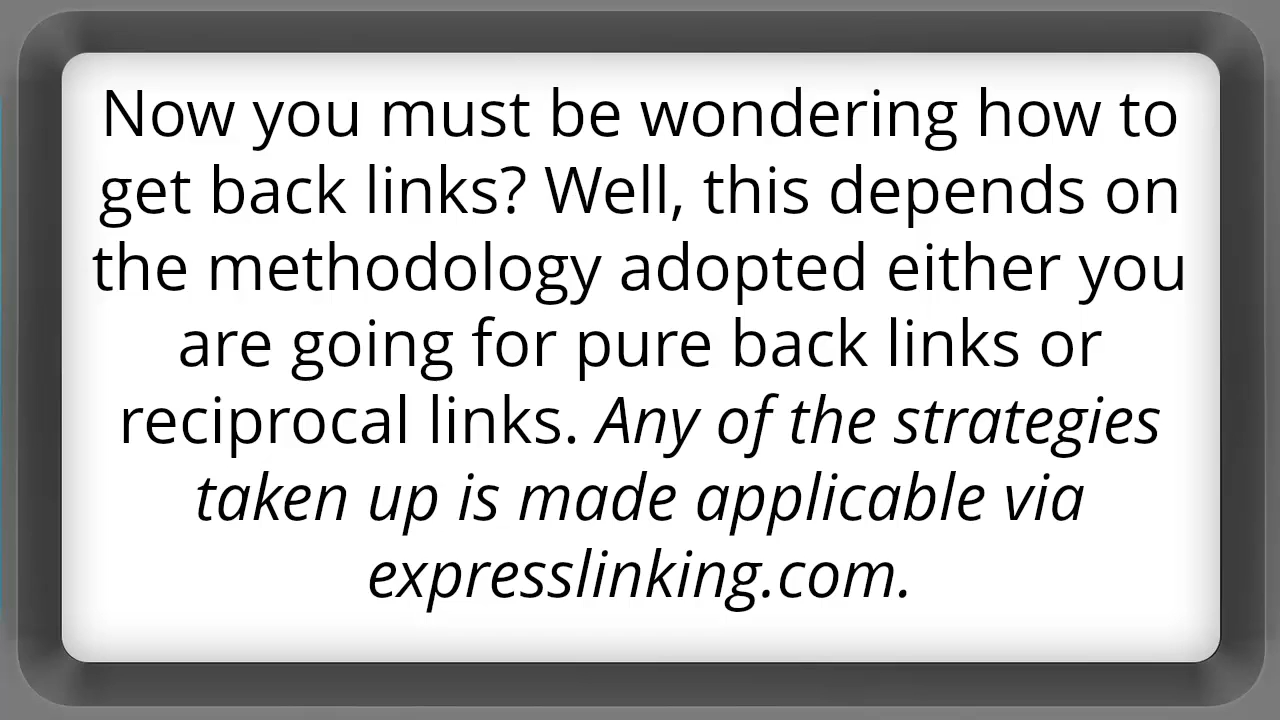 Now you must be wondering how to
get back links? Well, this depends on
the methodology adopted either you
are going for pure back links or
reciprocal links. Any of the strategies
taken up is made applicable via
expresslinking.com.